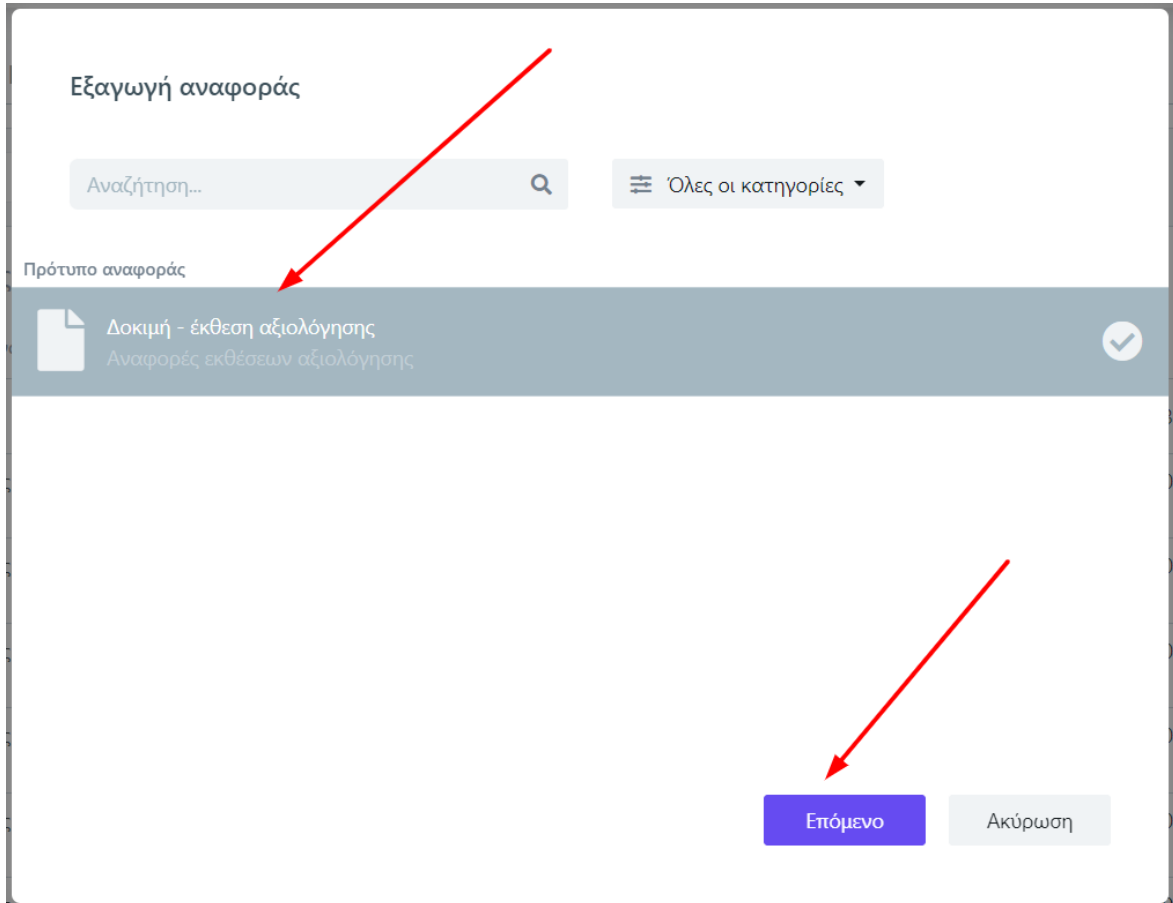 Εξαγωγή αναφοράς
Αναζήτηση...
Όλες οι κατηγορίες
Πρότυπο αναφοράς
Δοκιμή - έκθεση αξιολόγησης
Αναφορές εκθέσεων αξιολόγησης
Επόμενο
Ακύρωση